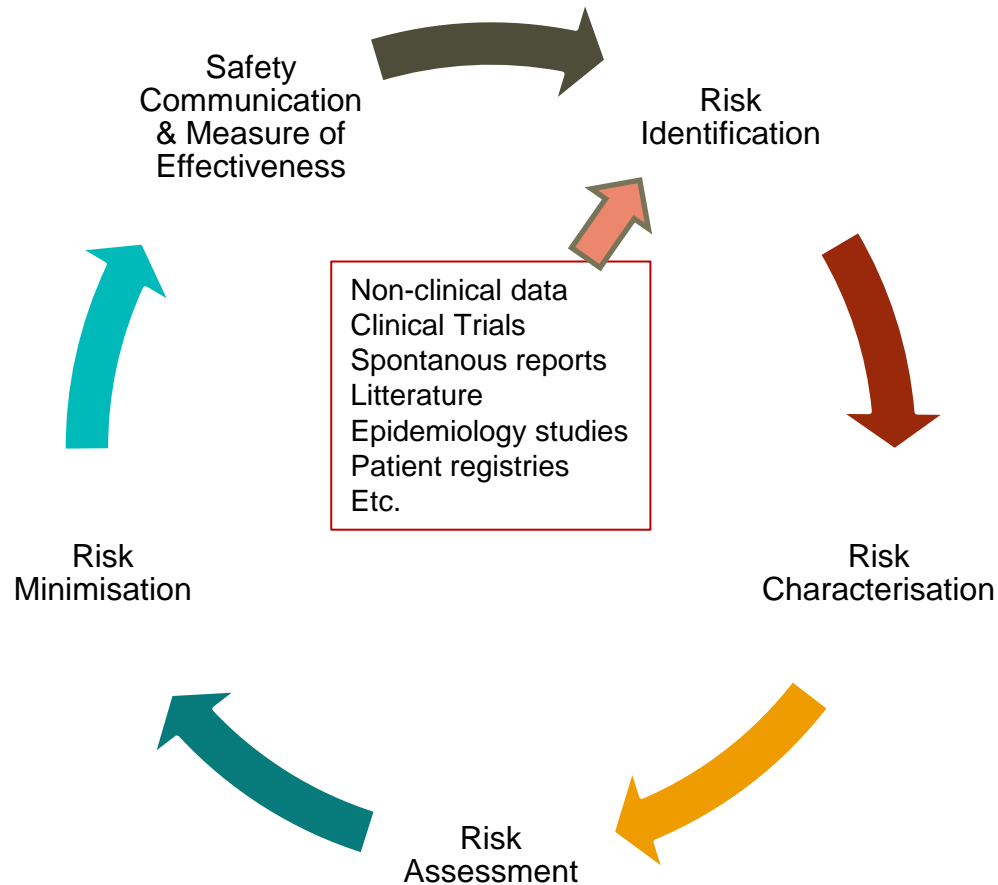 Safety
Communication
& Measure of
Effectiveness
Risk
Identification
Non-clinical data
Clinical Trials
Spontanous reports
Litterature
Epidemiology studies
Patient registries
Etc.
Risk
Minimisation
Risk
Characterisation
Risk
Assessment